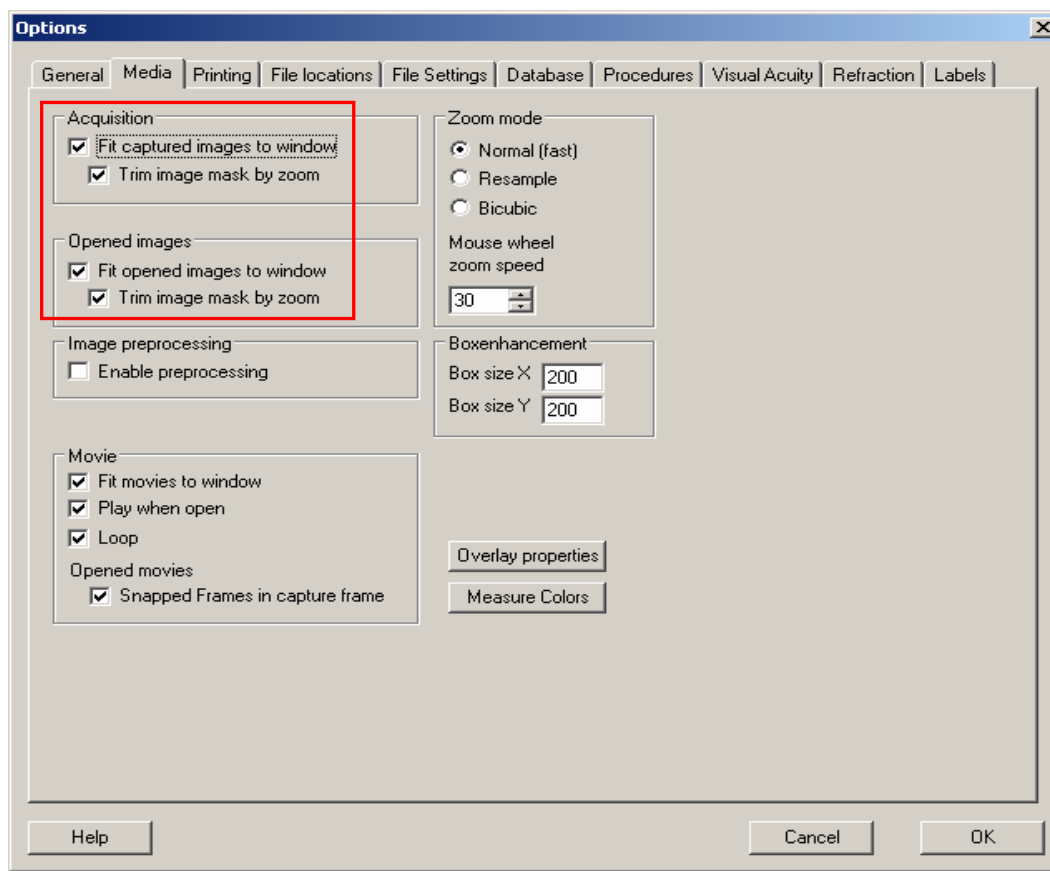 Options
General Media Printing File locations File Settings Database Procedures Visual Acuity Refraction Labels
Acquisition
Fit captured images to window
Trim image mask by zoom
Opened images
Fit opened images to window
Trim image mask by zoom
Image preprocessing
Enable preprocessing
Movie
Fit movies to window
Play when open
Loop
Opened movies
Snapped Frames in capture frame
Zoom mode
Normal (fast)
Resample
Bicubic
Mouse wheel
zoom speed
30
Boxenhancement
Box size X 200
Box size Y 200
Overlay properties
Measure Colors
Help Cancel OK